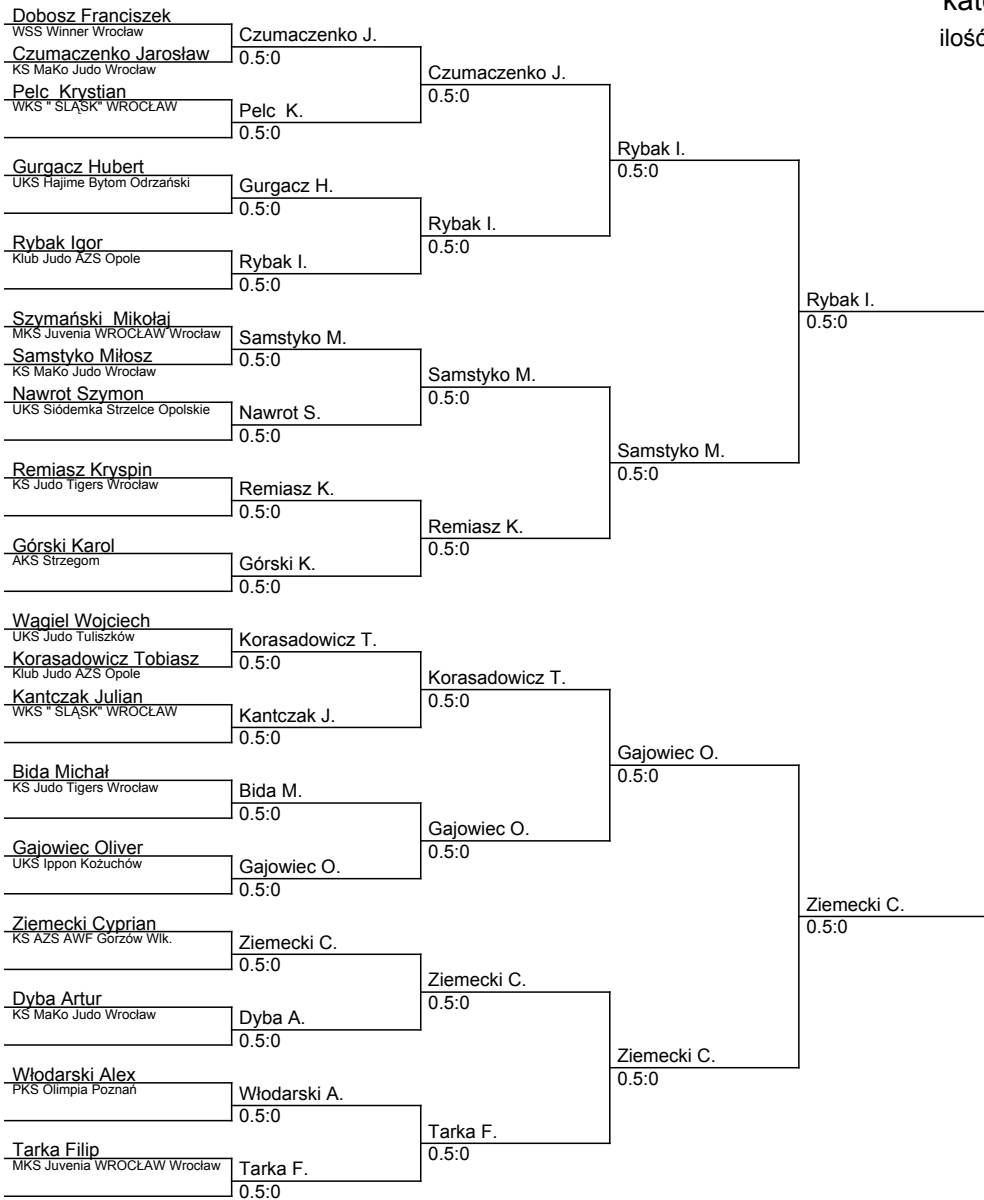 kate
ilość
Dobosz Franciszek
WSS Winner Wrocław
Czumaczenko Jarosław
KS MaKo Judo Wrocław
Pelc  Krystian
WKS " ŚLĄSK" WROCŁAW
Gurgacz Hubert
UKS Hajime Bytom Odrzański
Rybak Igor
Klub Judo AZS Opole
Szymański  Mikołaj
MKS Juvenia WROCŁAW Wrocław
Samstyko Miłosz
KS MaKo Judo Wrocław
Nawrot Szymon
UKS Siódemka Strzelce Opolskie
Remiasz Kryspin
KS Judo Tigers Wrocław
Górski Karol
AKS Strzegom
Wągiel Wojciech
UKS Judo Tuliszków
Korasadowicz Tobiasz
Klub Judo AZS Opole
Kantczak Julian
WKS " ŚLĄSK" WROCŁAW
Bida Michał
KS Judo Tigers Wrocław
Gajowiec Oliver
UKS Ippon Kożuchów
Ziemecki Cyprian
KS AZS AWF Gorzów Wlk.
Dyba Artur
KS MaKo Judo Wrocław
Włodarski Alex
PKS Olimpia Poznań
Tarka Filip
MKS Juvenia WROCŁAW Wrocław
Czumaczenko J.
0.5:0
Pelc  K.
0.5:0
Gurgacz H.
0.5:0
Rybak I.
0.5:0
Samstyko M.
0.5:0
Nawrot S.
0.5:0
Remiasz K.
0.5:0
Górski K.
0.5:0
Korasadowicz T.
0.5:0
Kantczak J.
0.5:0
Bida M.
0.5:0
Gajowiec O.
0.5:0
Ziemecki C.
0.5:0
Dyba A.
0.5:0
Włodarski A.
0.5:0
Tarka F.
0.5:0
Czumaczenko J.
0.5:0
Rybak I.
0.5:0
Samstyko M.
0.5:0
Remiasz K.
0.5:0
Korasadowicz T.
0.5:0
Gajowiec O.
0.5:0
Ziemecki C.
0.5:0
Tarka F.
0.5:0
Rybak I.
0.5:0
Samstyko M.
0.5:0
Gajowiec O.
0.5:0
Ziemecki C.
0.5:0
Rybak I.
0.5:0
Ziemecki C.
0.5:0